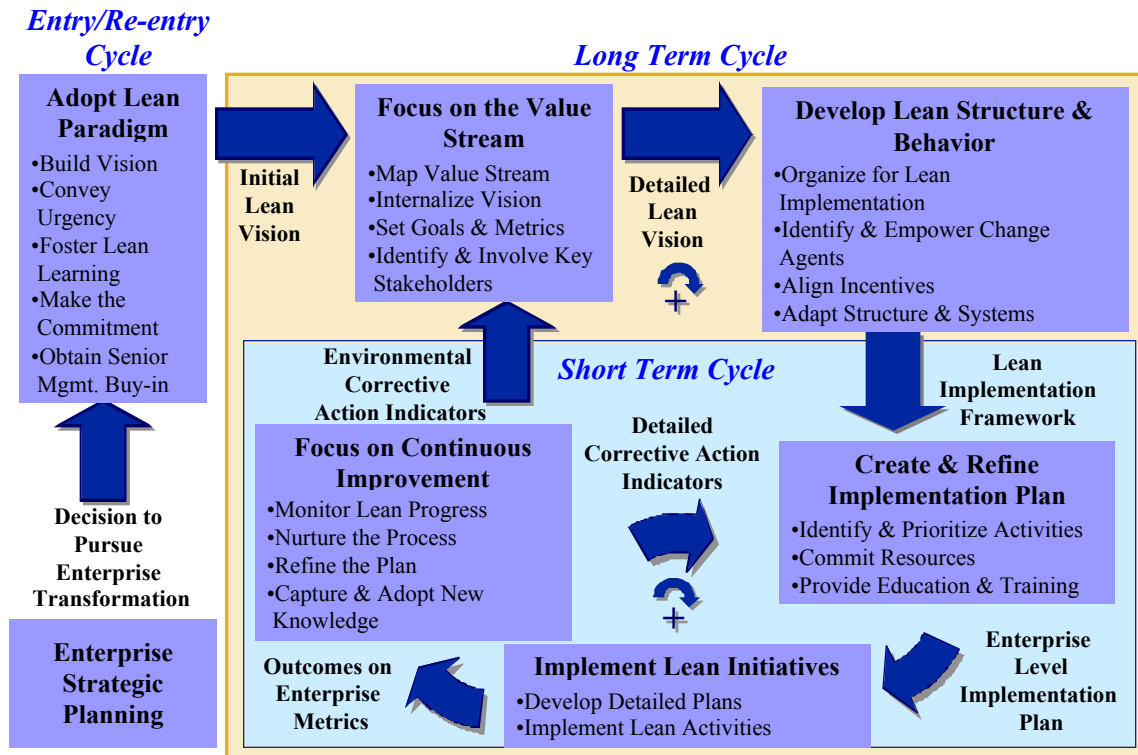 Entry/Re-entry
Cycle
Adopt Lean
Paradigm
•Build Vision
•Convey
Urgency
•Foster Lean
Learning
•Make the
Commitment
•Obtain Senior
Mgmt. Buy-in
Decision to
Pursue
Enterprise
Transformation
Enterprise
Strategic
Planning
Long Term Cycle
Initial
Lean
Vision
Focus on the Value
Stream
•Map Value Stream
•Internalize Vision
•Set Goals & Metrics
•Identify & Involve Key
Stakeholders
Detailed
Lean
Vision
+
Develop Lean Structure &
Behavior
•Organize for Lean
Implementation
•Identify & Empower Change
Agents
•Align Incentives
•Adapt Structure & Systems
Lean
Implementation
Framework
Short Term Cycle
Environmental
Corrective
Action Indicators
Focus on Continuous
Improvement
•Monitor Lean Progress
•Nurture the Process
•Refine the Plan
•Capture & Adopt New
Knowledge
Detailed
Corrective Action
Indicators
+
Create & Refine
Implementation Plan
•Identify & Prioritize Activities
•Commit Resources
•Provide Education & Training
Enterprise
Level
Implementation
Plan
Implement Lean Initiatives
•Develop Detailed Plans
•Implement Lean Activities
Outcomes on
Enterprise
Metrics